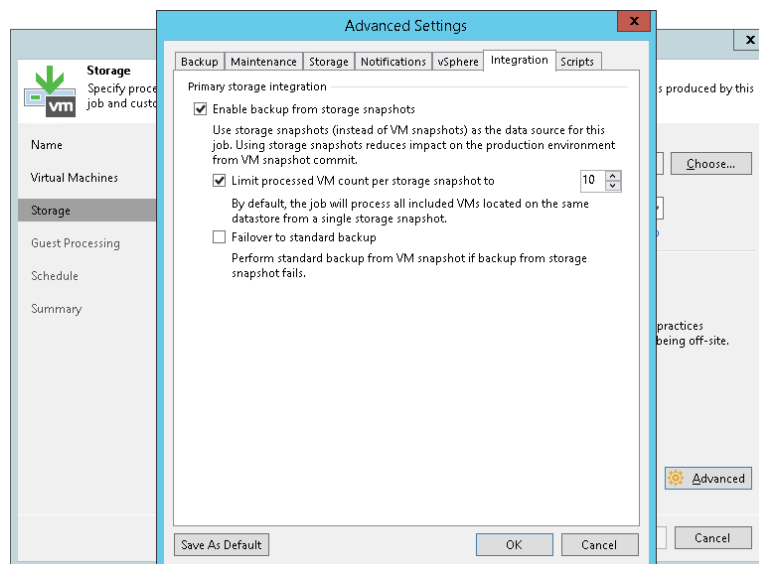 Advanced Settings
x
x
Storage
Specify proce
job and custo
s produced by this
vm
Name
Virtual Machines
Storage
Guest Processing
Schedule
Summary
Backup
Maintenance
Storage
Notifications
vSphere
Integration
Scripts
Primary storage integration
Enable backup from storage snapshots
Use storage snapshots (instead of VM snapshots) as the data source for this
job. Using storage snapshots reduces impact on the production environment
from VM snapshot commit.
Limit processed VM count per storage snapshot to
10
By default, the job will process all included VMs located on the same
datastore from a single storage snapshot.
Failover to standard backup
Perform standard backup from VM snapshot if backup from storage
snapshot fails.
Choose...
practices
being off-site.
Advanced
Save As Default
OK
Cancel
Cancel